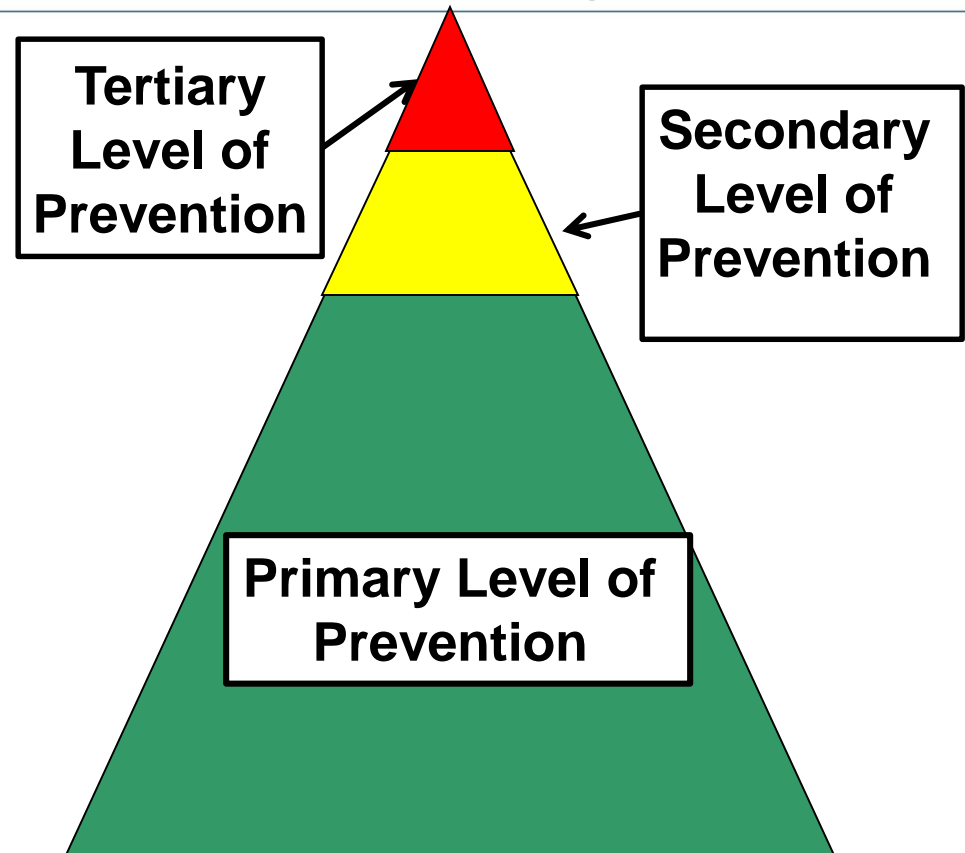 Tertiary
Level of
Prevention
Secondary
Level of
Prevention
Primary Level of
Prevention